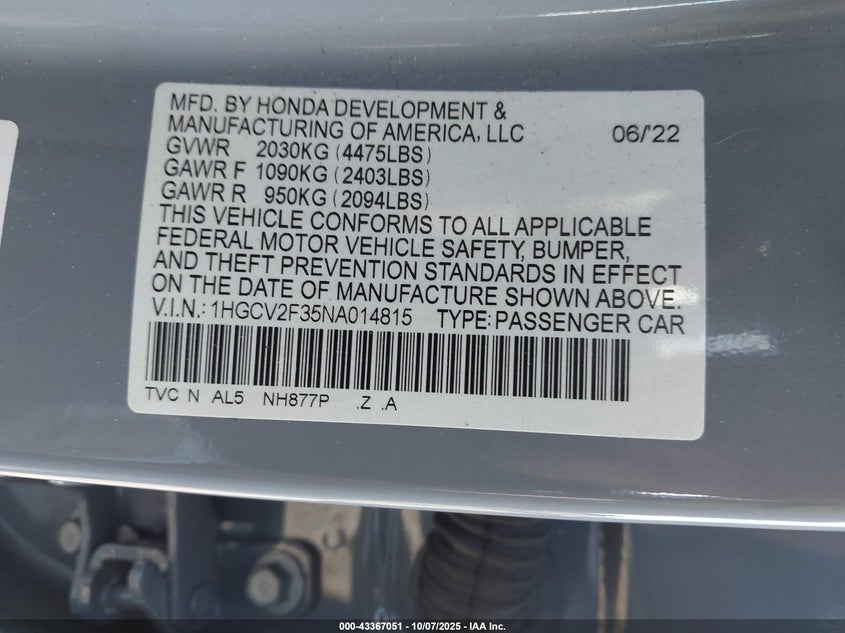 MFD. BY HONDA DEVELOPMENT &
MANUFACTURING OF AMERICA, LLC 06/'22
GVWR 2030KG (4475LBS)
GAWR F 1090KG (2403LBS)
GAWR R 950KG (2094LBS)
THIS VEHICLE CONFORMS TO ALL APPLICABLE
FEDERAL MOTOR VEHICLE SAFETY, BUMPER,
AND THEFT PREVENTION STANDARDS IN EFFECT
ON THE DATE OF MANUFACTURE SHOWN ABOVE.
V.I.N.: 1HGCV2F35NA014815 TYPE: PASSENGER CAR
TVC N AL5 NH877P .Z .A
000-43367051 - 10/07/2025 - IAA Inc.